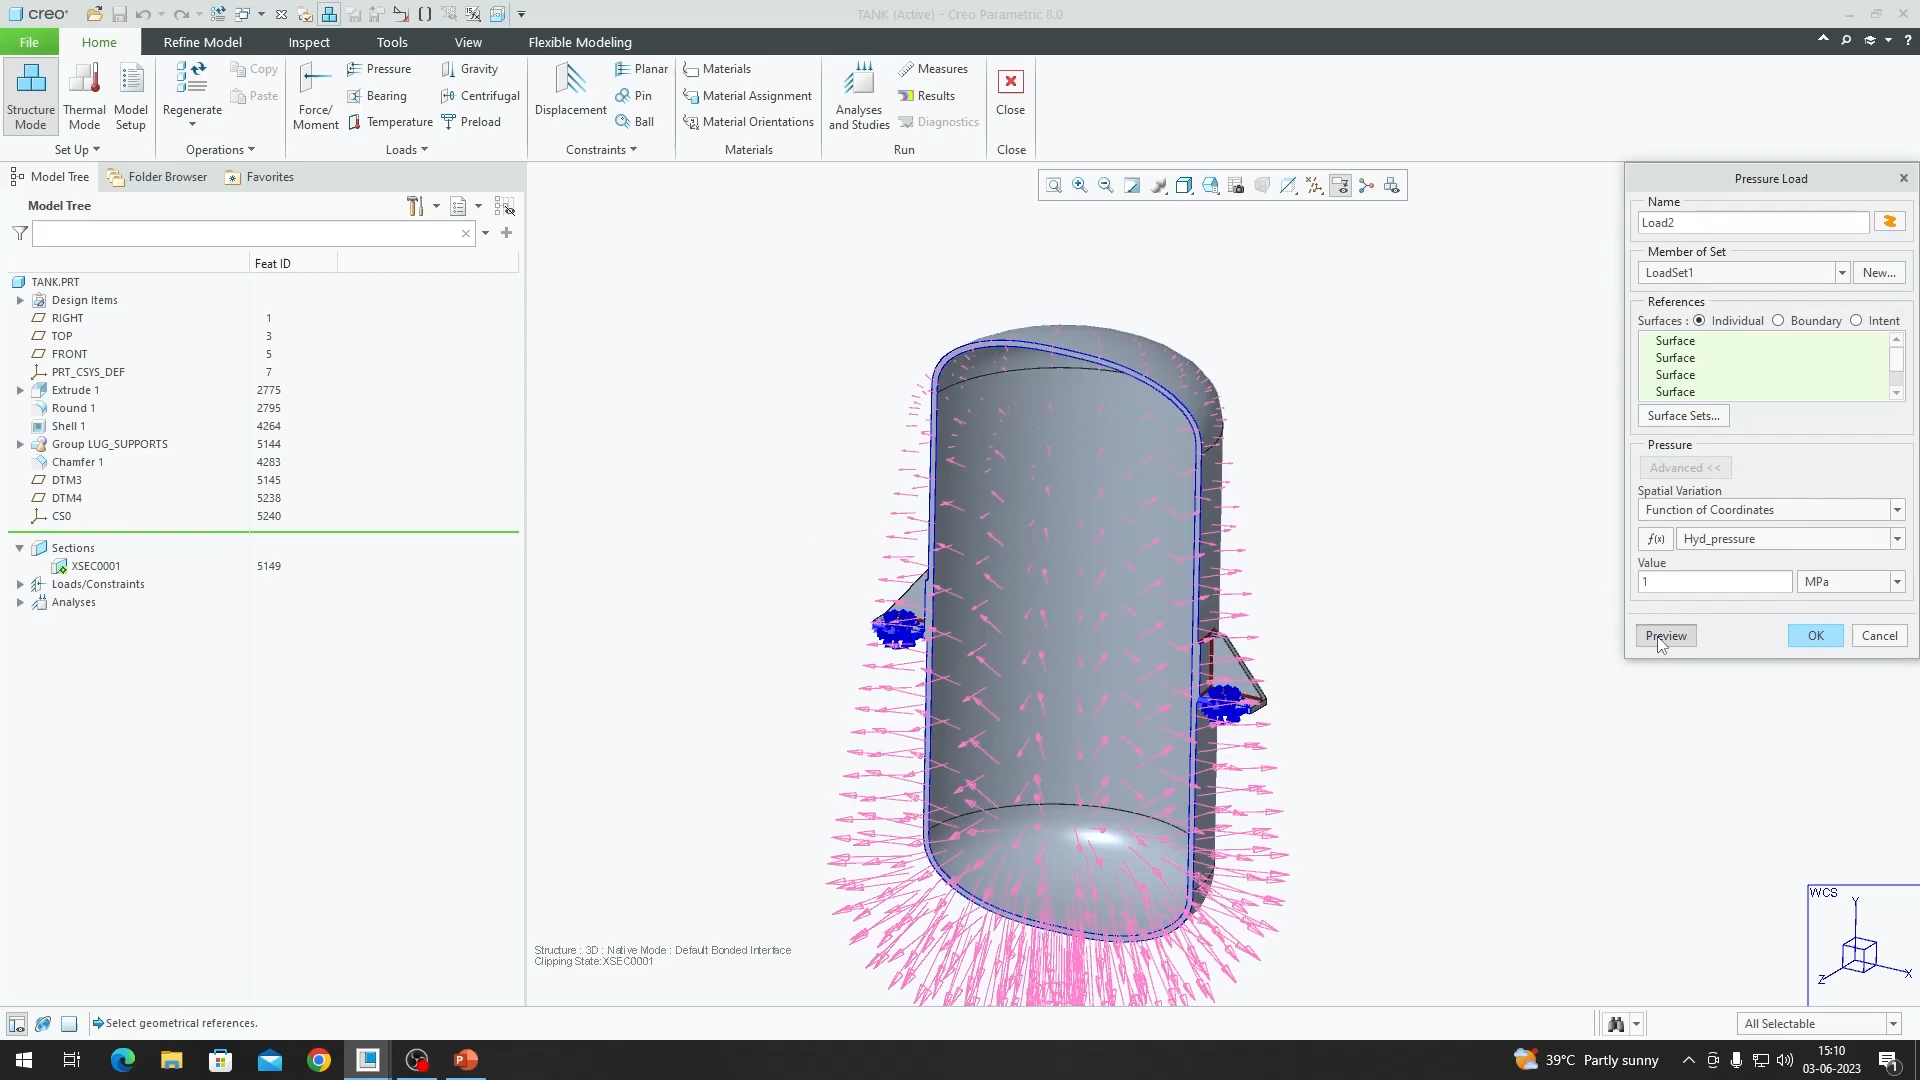 creo
TANK (Active) - Creo Parametric 8.0
File
Home
Refine Model
Inspect
Tools
View
Flexible Modeling
Structure Mode
Thermal Mode
Model Setup
Set Up
Regenerate
Copy
Paste
Operations
Force/ Moment
Pressure
Bearing
Temperature
Gravity
Centrifugal
Preload
Loads
Displacement
Planar
Pin
Ball
Constraints
Materials
Material Assignment
Material Orientations
Materials
Analyses and Studies
Measures
Results
Diagnostics
Run
Close
Close
Model Tree
Folder Browser
Favorites
Model Tree
Feat ID
TANK.PRT
Design Items
RIGHT 1
TOP 3
FRONT 5
PRT_CSYS_DEF 7
Extrude 1 2775
Round 1 2795
Shell 1 4264
Group LUG_SUPPORTS 5144
Chamfer 1 4283
DTM3 5145
DTM4 5238
CS0 5240
Sections
XSEC0001 5149
Loads/Constraints
Analyses
Structure : 3D : Native Mode : Default Bonded Interface
Clipping State:XSEC0001
Pressure Load
Name
Load2
Member of Set
LoadSet1
New...
References
Surfaces : Individual Boundary Intent
Surface
Surface
Surface
Surface
Surface Sets...
Pressure
Advanced <<
Spatial Variation
Function of Coordinates
f(x) Hyd_pressure
Value
1 MPa
Preview OK Cancel
WCS
Y
X
Z
Select geometrical references.
All Selectable
39°C Partly sunny
15:10
03-06-2023
1